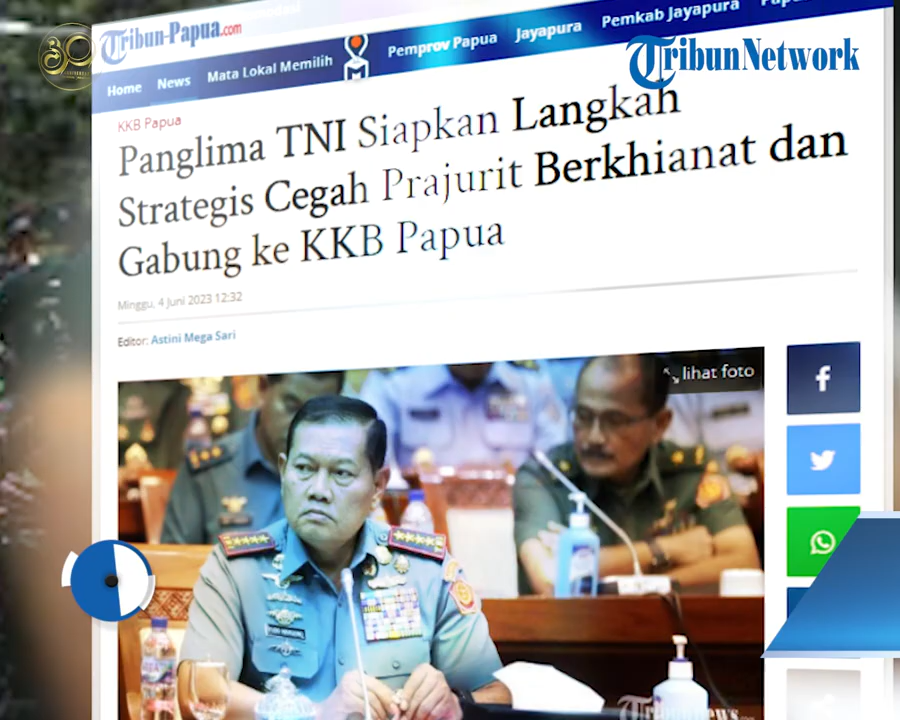 Tribun-Papua.com
TribunNetwork
Home News Mata Lokal Memilih Pemprov Papua Jayapura Pemkab Jayapura
KKB Papua
Panglima TNI Siapkan Langkah
Strategis Cegah Prajurit Berkhianat dan
Gabung ke KKB Papua
Minggu, 4 Juni 2023 12:32
Editor: Astini Mega Sari
lihat foto